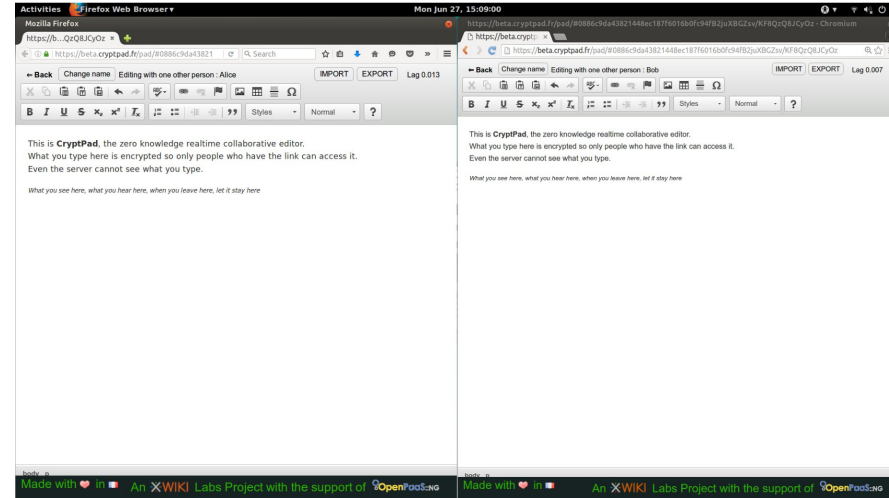 Activities Firefox Web Browser ▾ Mon Jun 27, 15:09:00
Mozilla Firefox
https://b...QzQ8JCyOz
https://beta.cryptpad.fr/pad/#0886c9da43821 Search
← Back Change name Editing with one other person : Alice IMPORT EXPORT Lag 0.013
Styles Normal ?
This is CryptPad, the zero knowledge realtime collaborative editor.
What you type here is encrypted so only people who have the link can access it.
Even the server cannot see what you type.
What you see here, what you hear here, when you leave here, let it stay here
body p
Made with ❤ in An XWIKI Labs Project with the support of OpenPaaS::NG
https://beta.cryptpad.fr/pad/#0886c9da43821448ec187f6016b0fc94fB2juXBGZsv/KF8QzQ8JCyOz - Chromium
https://beta.crypt
https://beta.cryptpad.fr/pad/#0886c9da43821448ec187f6016b0fc94fB2juXBGZsv/KF8QzQ8JCyOz
← Back Change name Editing with one other person : Bob IMPORT EXPORT Lag 0.007
Styles Normal ?
This is CryptPad, the zero knowledge realtime collaborative editor.
What you type here is encrypted so only people who have the link can access it.
Even the server cannot see what you type.
What you see here, what you hear here, when you leave here, let it stay here
body p
Made with ❤ in An XWIKI Labs Project with the support of OpenPaaS::NG